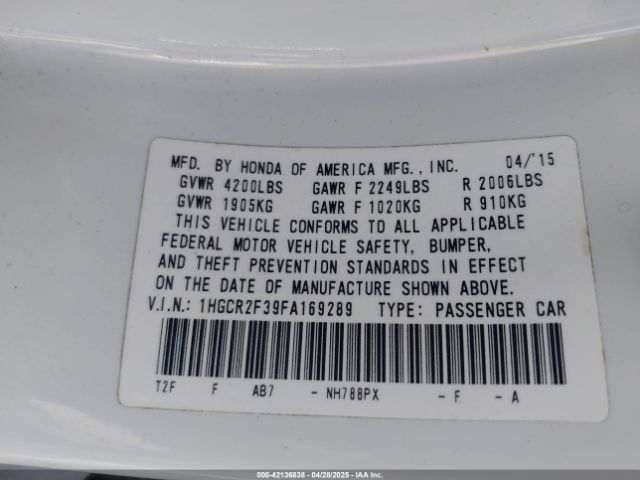 MFD. BY HONDA OF AMERICA MFG., INC. 04/'15
GVWR 4200LBS GAWR F 2249LBS R 2006LBS
GVWR 1905KG GAWR F 1020KG R 910KG
THIS VEHICLE CONFORMS TO ALL APPLICABLE
FEDERAL MOTOR VEHICLE SAFETY, BUMPER,
AND THEFT PREVENTION STANDARDS IN EFFECT
ON THE DATE OF MANUFACTURE SHOWN ABOVE.
V.I.N.: 1HGCR2F39FA169289 TYPE: PASSENGER CAR
T2F F AB7 - NH788PX - F - A
000-42136838 - 04/28/2025 - IAAI.COM